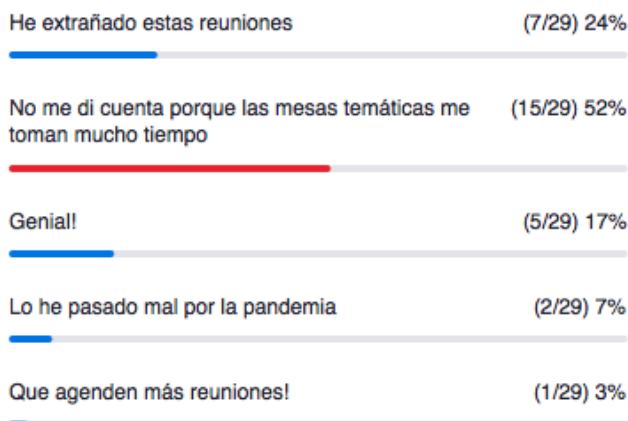 He extrañado estas reuniones (7/29) 24%
No me di cuenta porque las mesas temáticas me (15/29) 52%
toman mucho tiempo
Genial! (5/29) 17%
Lo he pasado mal por la pandemia (2/29) 7%
Que agenden más reuniones! (1/29) 3%